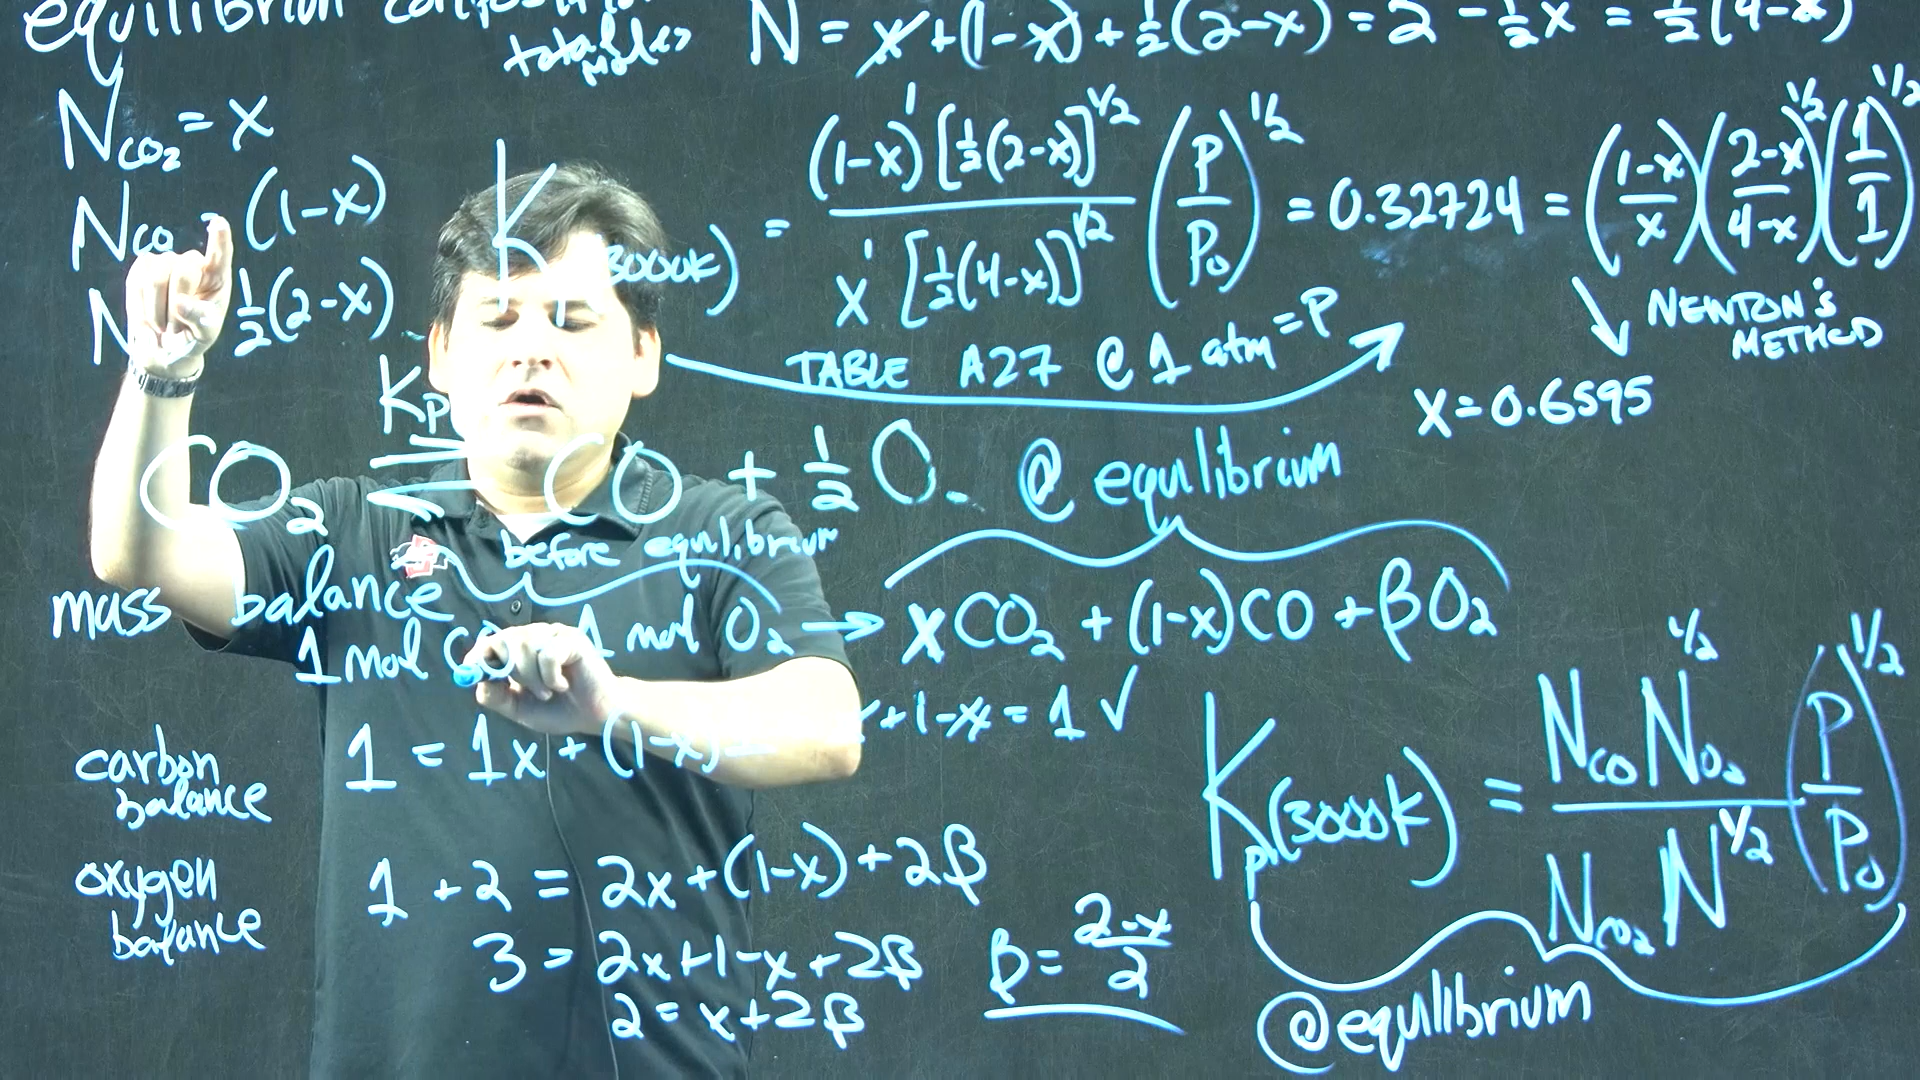 equilibrium composition
total moles
N = x + (1-x) + ½(2-x) = 2 - ½x = ½(4-x)
N_CO₂ = x
N_CO (1-x)
N ½(2-x)
K (3000K) = (1-x)¹ [½(2-x)]^1/2 / x¹ [½(4-x)]^1/2 (P/P₀)^1/2 = 0.32724 = ((1-x)/x) ((2-x)/(4-x))^1/2 (1/1)^1/2
NEWTON'S METHOD
TABLE A27 @ 1 atm = P
x = 0.6595
Kp
CO₂ ⇌ CO + ½ O @ equlibrium
before equilibrium
mass balance
1 mol CO 1 mol O₂ → xCO₂ + (1-x)CO + βO₂
carbon balance
1 = 1x + (1-x) x+1-x = 1 ✓
Kp(3000K) = N_CO N_O₂^1/2 / N_CO₂ N^1/2 (P/P₀)^1/2
oxygen balance
1 + 2 = 2x + (1-x) + 2β
3 = 2x+1-x+2β
2 = x+2β
β = (2-x)/2
@equilibrium